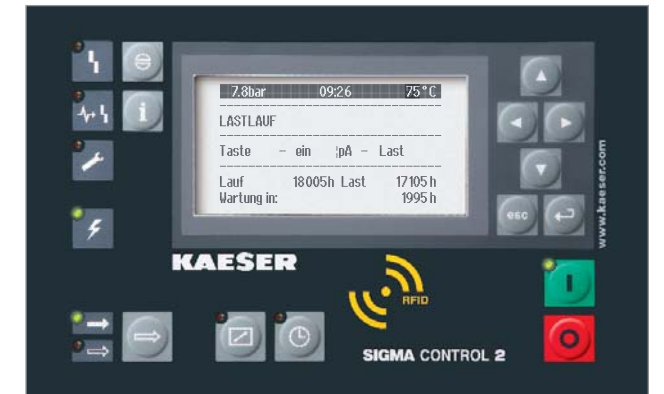 7.8bar 09:26 75°C
LASTLAUF
Taste - ein ¦pA - Last
Lauf 18005h Last 17105h
Wartung in: 1995h
esc
www.kaeser.com
KAESER
RFID
I
O
SIGMA CONTROL 2
i